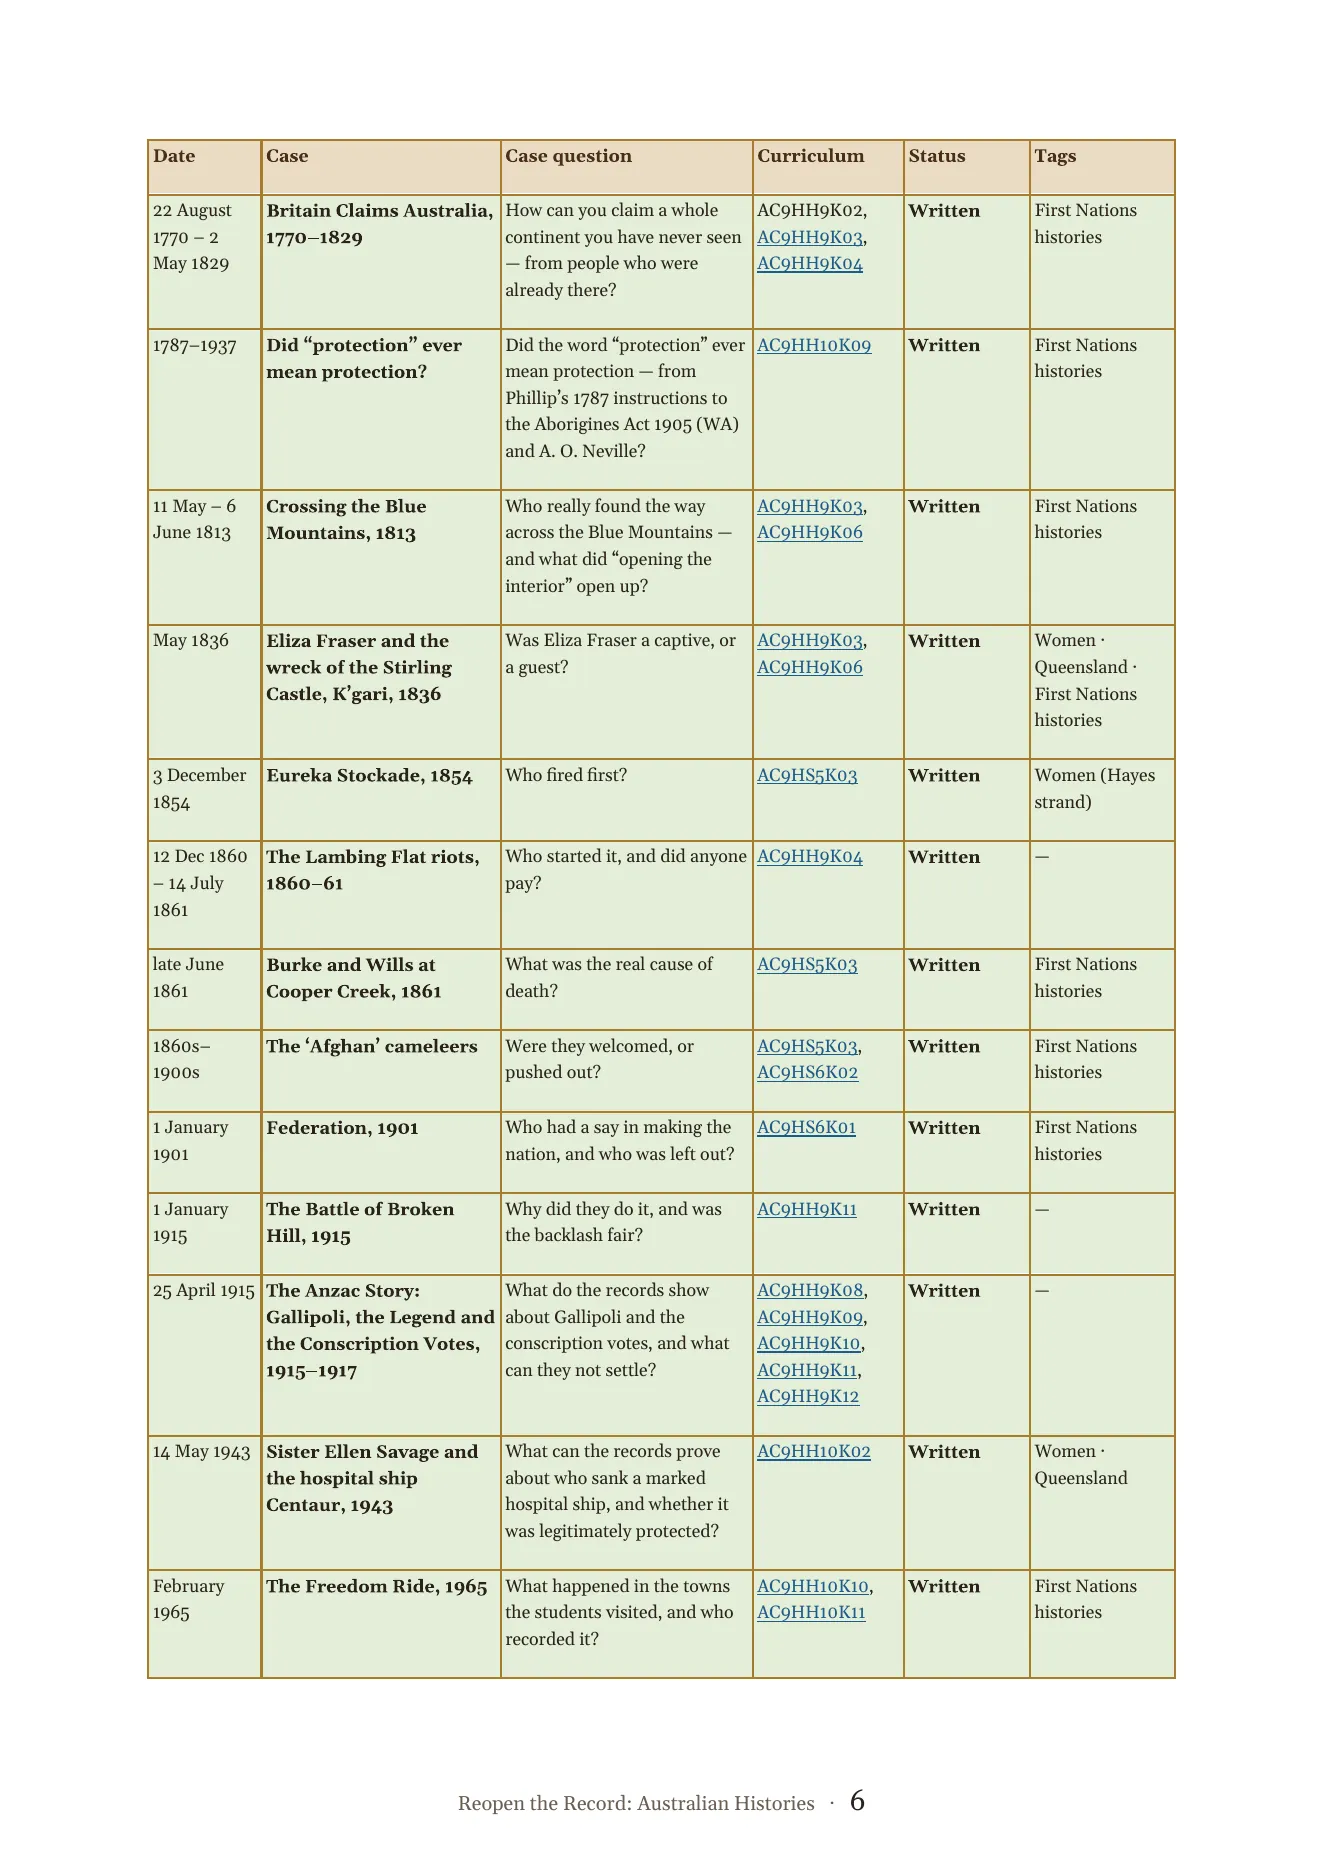 Date Case Case question Curriculum Status Tags
22 August Britain Claims Australia, How can you claim a whole AC9HH9K02, Written First Nations
1770 – 2 1770–1829 continent you have never seen AC9HH9K03, histories
May 1829 — from people who were AC9HH9K04
already there?
1787–1937 Did “protection” ever Did the word “protection” ever AC9HH10K09 Written First Nations
mean protection? mean protection — from histories
Phillip’s 1787 instructions to
the Aborigines Act 1905 (WA)
and A. O. Neville?
11 May – 6 Crossing the Blue Who really found the way AC9HH9K03, Written First Nations
June 1813 Mountains, 1813 across the Blue Mountains — AC9HH9K06 histories
and what did “opening the
interior” open up?
May 1836 Eliza Fraser and the Was Eliza Fraser a captive, or AC9HH9K03, Written Women ·
wreck of the Stirling a guest? AC9HH9K06 Queensland ·
Castle, K’gari, 1836 First Nations
histories
3 December Eureka Stockade, 1854 Who fired first? AC9HS5K03 Written Women (Hayes
1854 strand)
12 Dec 1860 The Lambing Flat riots, Who started it, and did anyone AC9HH9K04 Written —
– 14 July 1860–61 pay?
1861
late June Burke and Wills at What was the real cause of AC9HS5K03 Written First Nations
1861 Cooper Creek, 1861 death? histories
1860s– The ‘Afghan’ cameleers Were they welcomed, or AC9HS5K03, Written First Nations
1900s pushed out? AC9HS6K02 histories
1 January Federation, 1901 Who had a say in making the AC9HS6K01 Written First Nations
1901 nation, and who was left out? histories
1 January The Battle of Broken Why did they do it, and was AC9HH9K11 Written —
1915 Hill, 1915 the backlash fair?
25 April 1915 The Anzac Story: What do the records show AC9HH9K08, Written —
Gallipoli, the Legend and about Gallipoli and the AC9HH9K09,
the Conscription Votes, conscription votes, and what AC9HH9K10,
1915–1917 can they not settle? AC9HH9K11,
AC9HH9K12
14 May 1943 Sister Ellen Savage and What can the records prove AC9HH10K02 Written Women ·
the hospital ship about who sank a marked Queensland
Centaur, 1943 hospital ship, and whether it
was legitimately protected?
February The Freedom Ride, 1965 What happened in the towns AC9HH10K10, Written First Nations
1965 the students visited, and who AC9HH10K11 histories
recorded it?
Reopen the Record: Australian Histories · 6